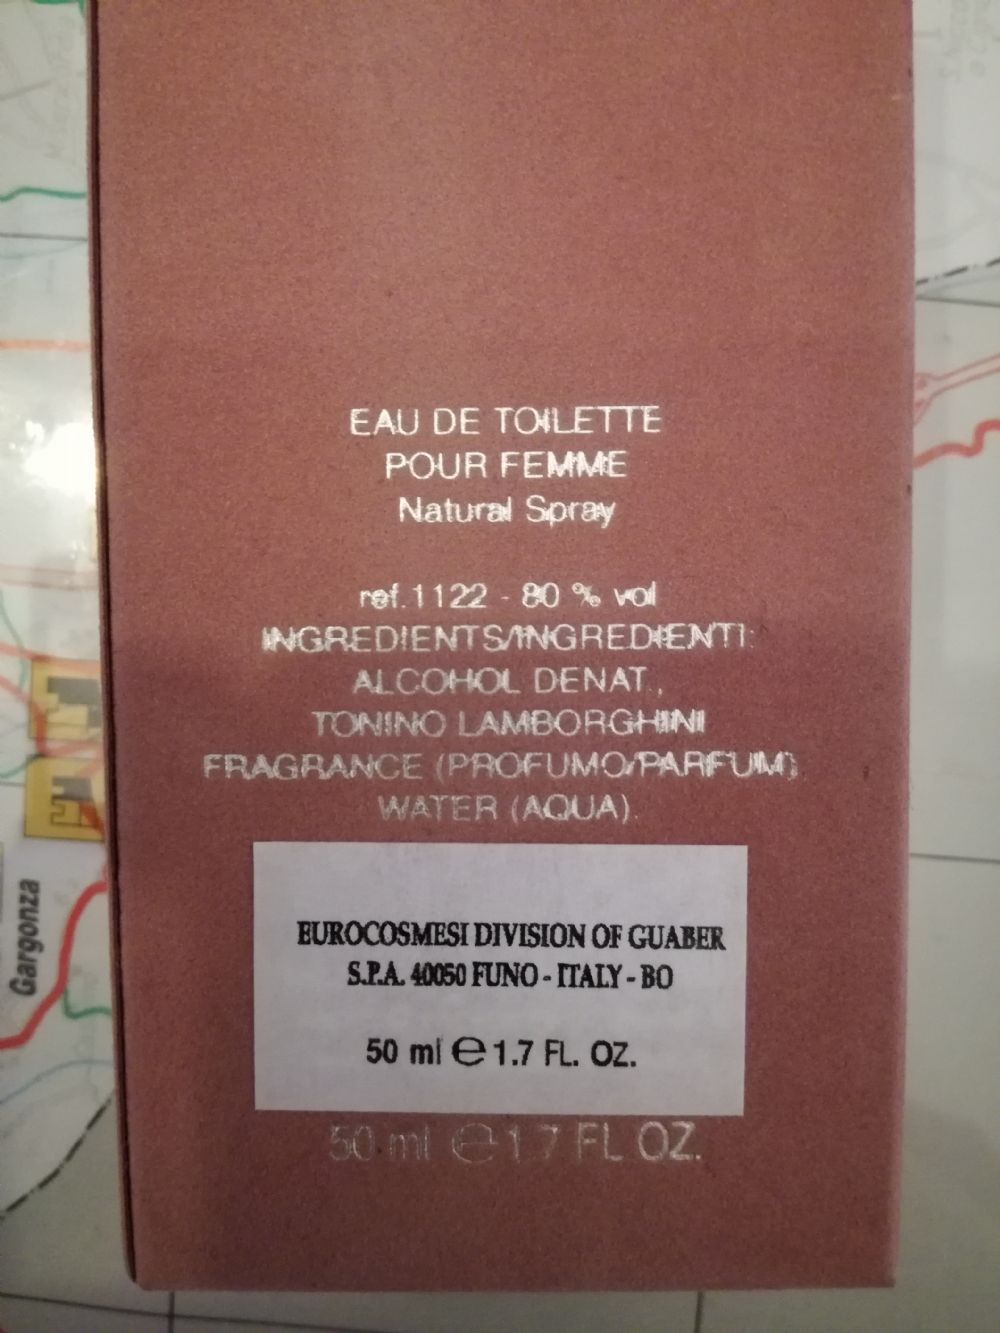 EAU DE TOILETTE
POUR FEMME
Natural Spray
ref.1122 - 80 % vol
INGREDIENTS/INGREDIENTI:
ALCOHOL DENAT.,
TONINO LAMBORGHINI
FRAGRANCE (PROFUMO/PARFUM)
WATER (AQUA).
EUROCOSMESI DIVISION OF GUABER
S.P.A. 40050 FUNO - ITALY - BO
50 ml ℮ 1.7 FL. OZ.
50 ml ℮ 1.7 FL OZ.
Gargonza